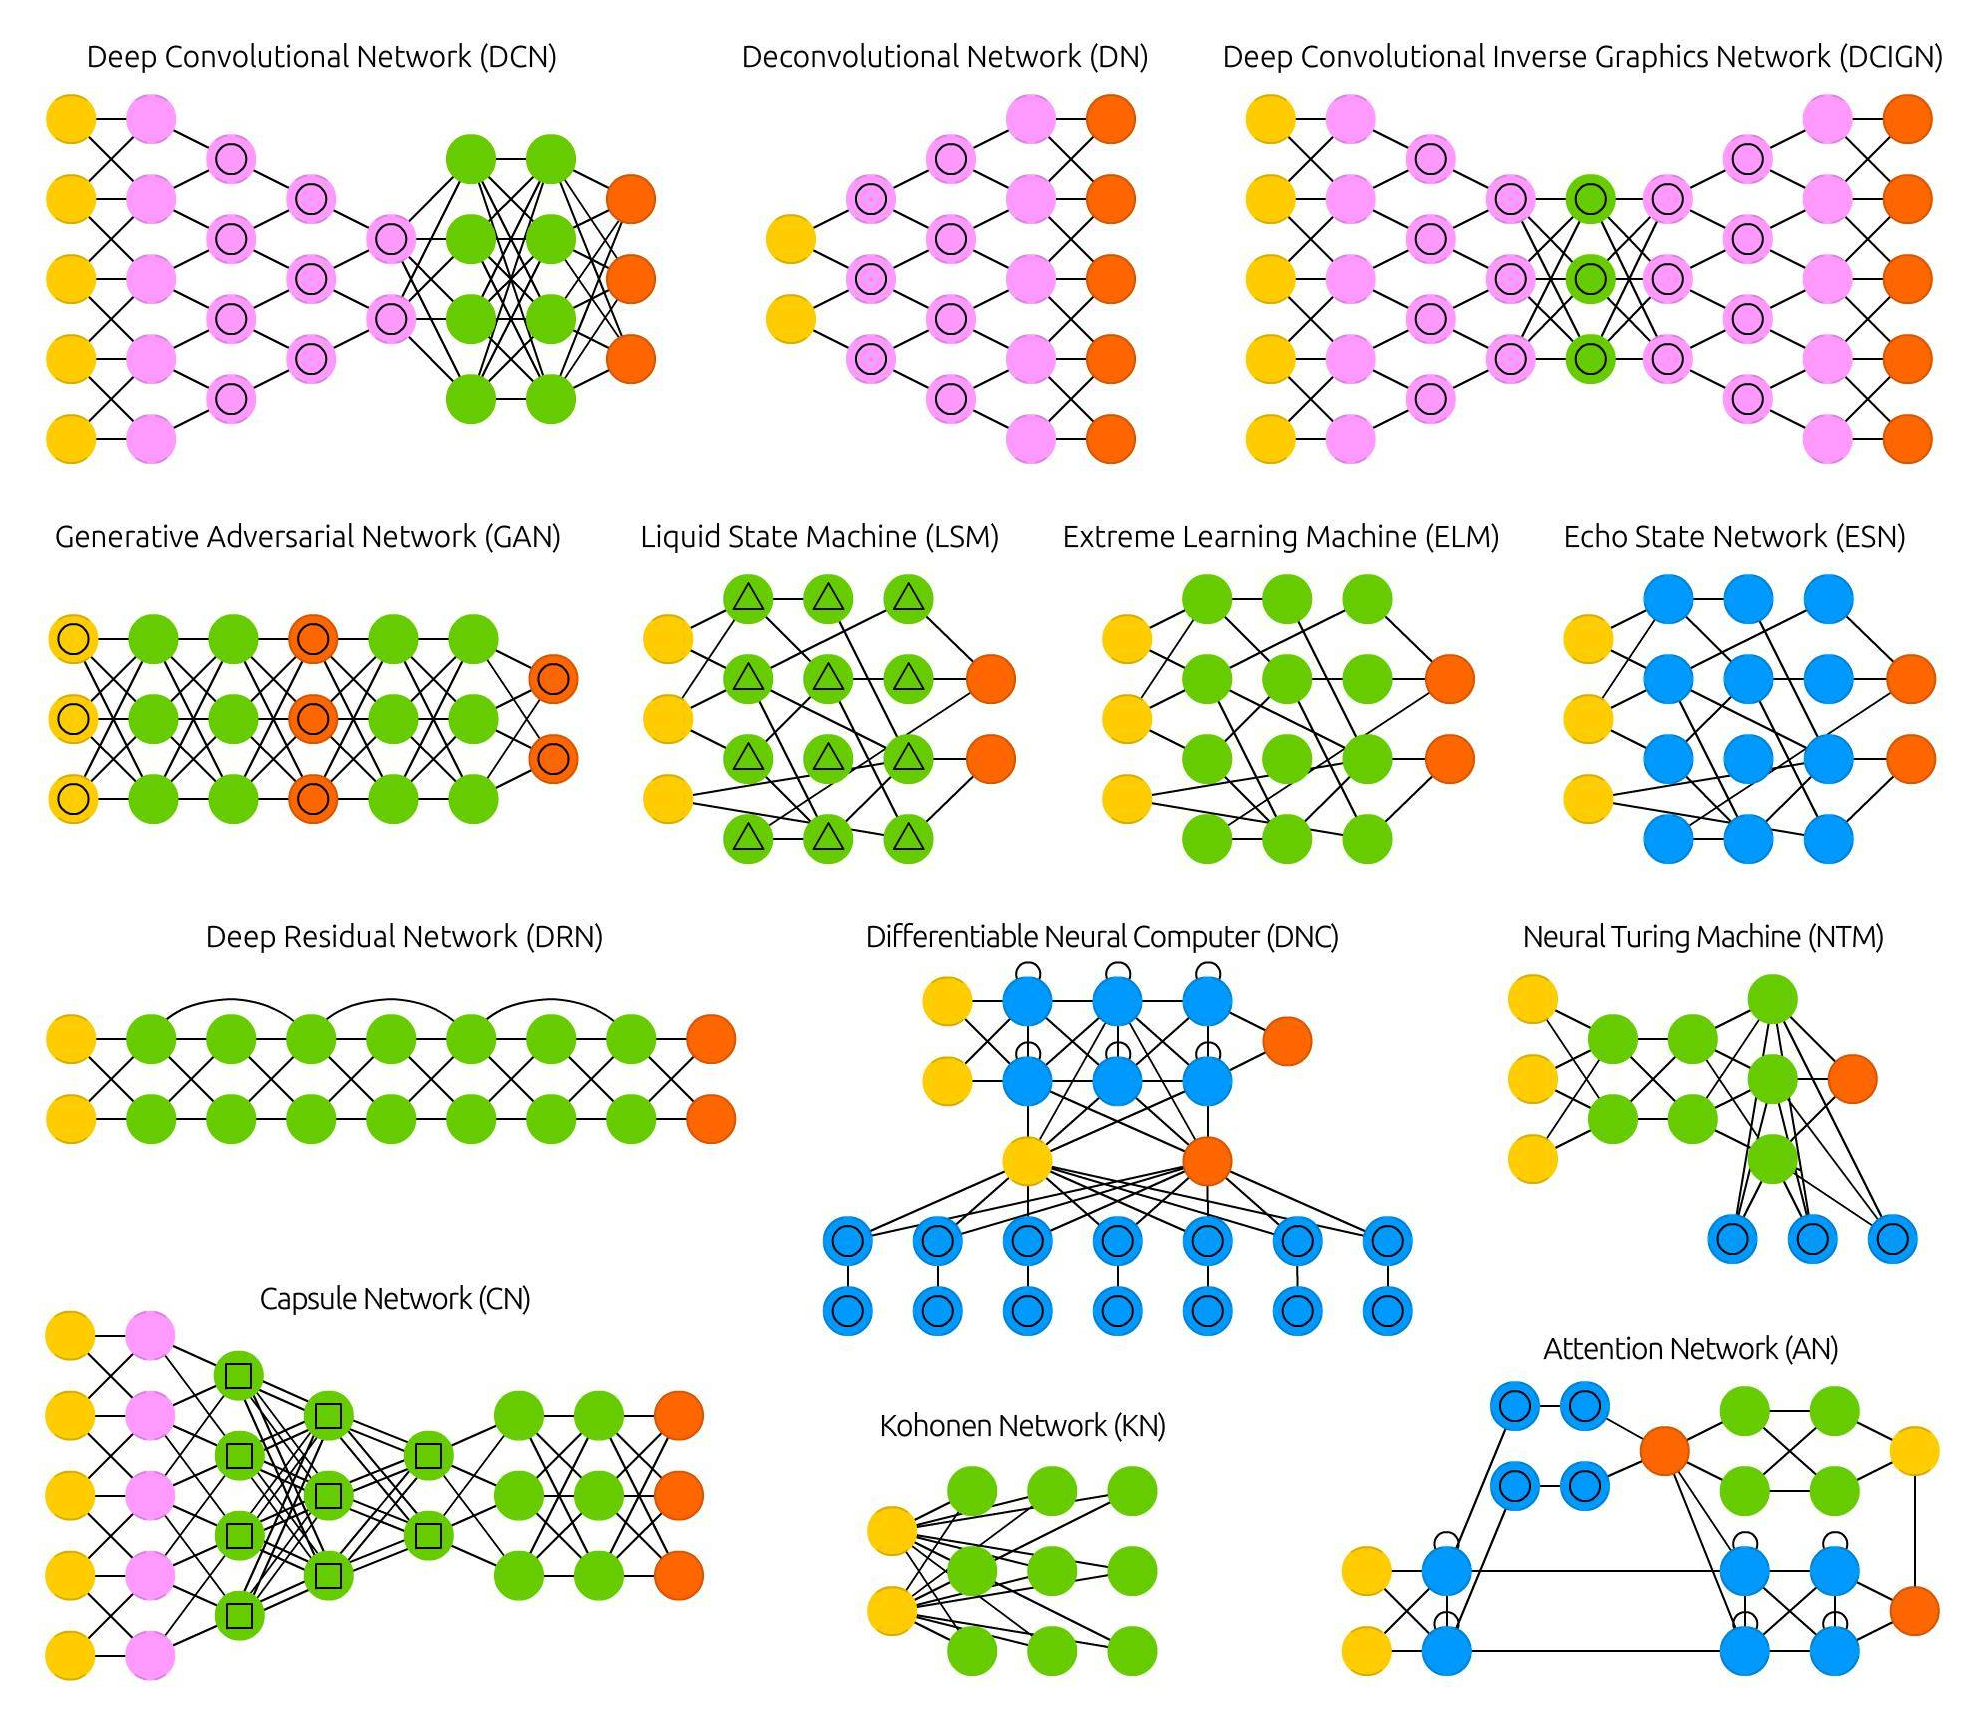 Deep Convolutional Network (DCN)
Deconvolutional Network (DN)
Deep Convolutional Inverse Graphics Network (DCIGN)
Generative Adversarial Network (GAN)
Liquid State Machine (LSM)
Extreme Learning Machine (ELM)
Echo State Network (ESN)
Deep Residual Network (DRN)
Differentiable Neural Computer (DNC)
Neural Turing Machine (NTM)
Capsule Network (CN)
Kohonen Network (KN)
Attention Network (AN)